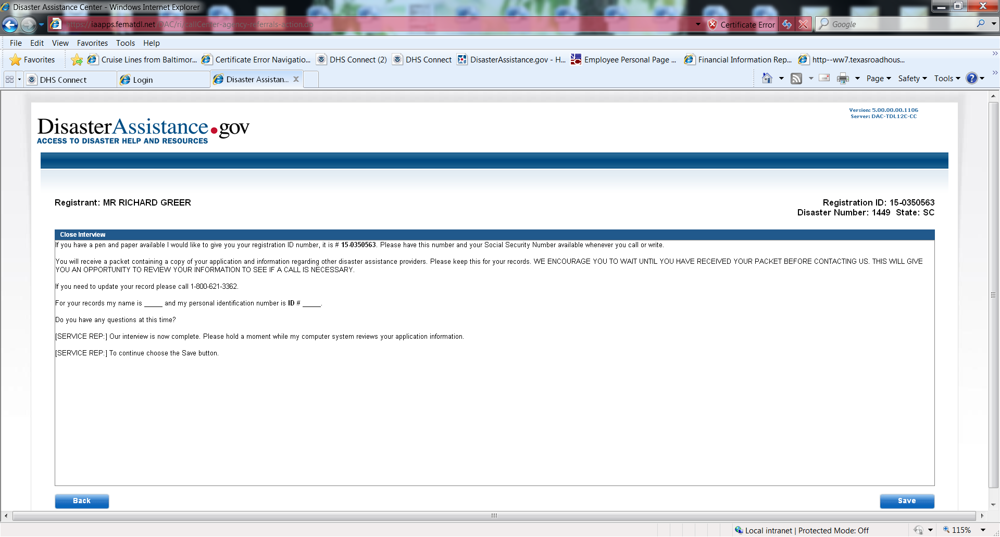 Disaster Assistance Center - Windows Internet Explorer
https://iaapps.fematdl.net/DAC/ri/callCenter-agency-referrals-action.do
Certificate Error
Google
File Edit View Favorites Tools Help
Favorites
Cruise Lines from Baltimor...
Certificate Error Navigatio...
DHS Connect (2)
DHS Connect
DisasterAssistance.gov - H...
Employee Personal Page ...
Financial Information Rep...
http--ww7.texasroadhous...
DHS Connect
Login
Disaster Assistan...
Page Safety Tools
Version: 5.00.00.00.1106
Server: DAC-TDL12C-CC
DisasterAssistance.gov
ACCESS TO DISASTER HELP AND RESOURCES
Registrant: MR RICHARD GREER
Registration ID: 15-0350563
Disaster Number: 1449 State: SC
Close Interview
If you have a pen and paper available I would like to give you your registration ID number, it is # 15-0350563. Please have this number and your Social Security Number available whenever you call or write.
You will receive a packet containing a copy of your application and information regarding other disaster assistance providers. Please keep this for your records. WE ENCOURAGE YOU TO WAIT UNTIL YOU HAVE RECEIVED YOUR PACKET BEFORE CONTACTING US. THIS WILL GIVE
YOU AN OPPORTUNITY TO REVIEW YOUR INFORMATION TO SEE IF A CALL IS NECESSARY.
If you need to update your record please call 1-800-621-3362.
For your records my name is _____ and my personal identification number is ID # _____.
Do you have any questions at this time?
[SERVICE REP:] Our interview is now complete. Please hold a moment while my computer system reviews your application information.
[SERVICE REP:] To continue choose the Save button.
Back
Save
Local intranet | Protected Mode: Off
115%